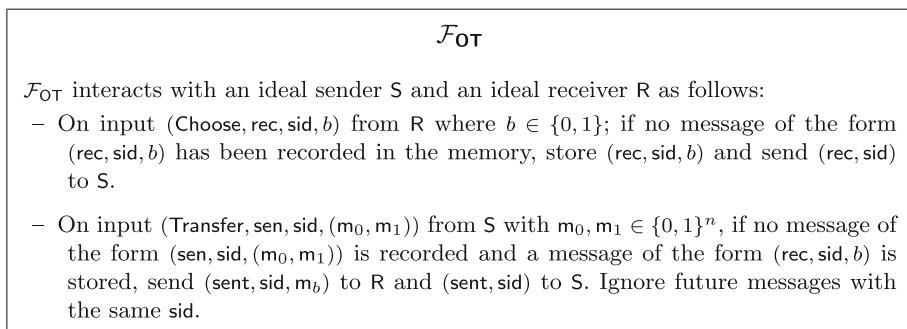 𝓕_OT
𝓕_OT interacts with an ideal sender S and an ideal receiver R as follows:
– On input (Choose, rec, sid, b) from R where b ∈ {0, 1}; if no message of the form
(rec, sid, b) has been recorded in the memory, store (rec, sid, b) and send (rec, sid)
to S.
– On input (Transfer, sen, sid, (m₀, m₁)) from S with m₀, m₁ ∈ {0, 1}ⁿ, if no message of
the form (sen, sid, (m₀, m₁)) is recorded and a message of the form (rec, sid, b) is
stored, send (sent, sid, m_b) to R and (sent, sid) to S. Ignore future messages with
the same sid.